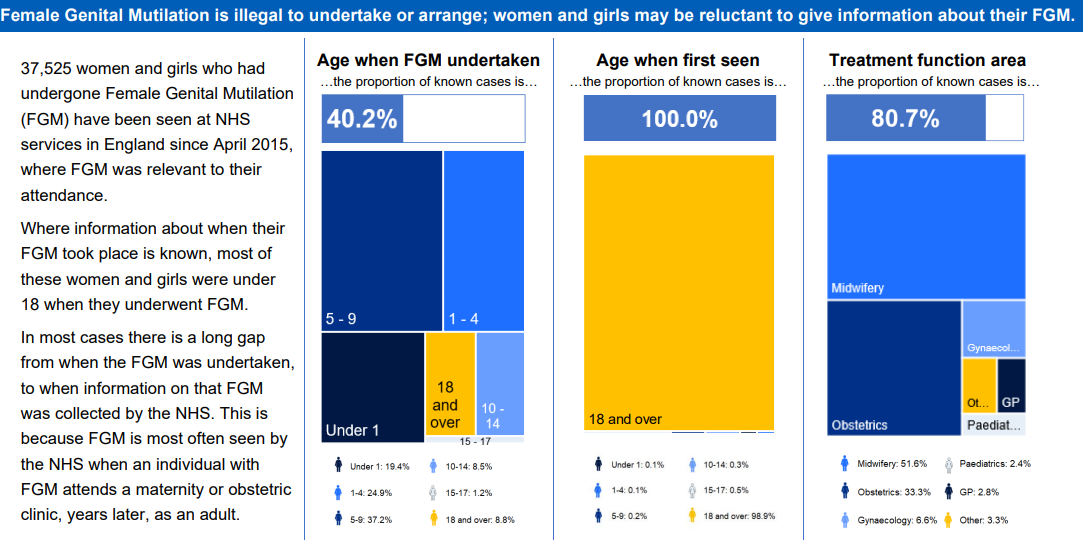 Female Genital Mutilation is illegal to undertake or arrange; women and girls may be reluctant to give information about their FGM.
37,525 women and girls who had
undergone Female Genital Mutilation
(FGM) have been seen at NHS
services in England since April 2015,
where FGM was relevant to their
attendance.
Where information about when their
FGM took place is known, most of
these women and girls were under
18 when they underwent FGM.
In most cases there is a long gap
from when the FGM was undertaken,
to when information on that FGM
was collected by the NHS. This is
because FGM is most often seen by
the NHS when an individual with
FGM attends a maternity or obstetric
clinic, years later, as an adult.
Age when FGM undertaken
…the proportion of known cases is…
40.2%
5 - 9
1 - 4
Under 1
18
and
over
10 -
14
15 - 17
Under 1: 19.4%
10-14: 8.5%
1-4: 24.9%
15-17: 1.2%
5-9: 37.2%
18 and over: 8.8%
Age when first seen
…the proportion of known cases is…
100.0%
18 and over
Under 1: 0.1%
10-14: 0.3%
1-4: 0.1%
15-17: 0.5%
5-9: 0.2%
18 and over: 98.9%
Treatment function area
…the proportion of known cases is…
80.7%
Midwifery
Obstetrics
Gynaecol…
Ot…
GP
Paediat…
Midwifery: 51.6%
Paediatrics: 2.4%
Obstetrics: 33.3%
GP: 2.8%
Gynaecology: 6.6%
Other: 3.3%